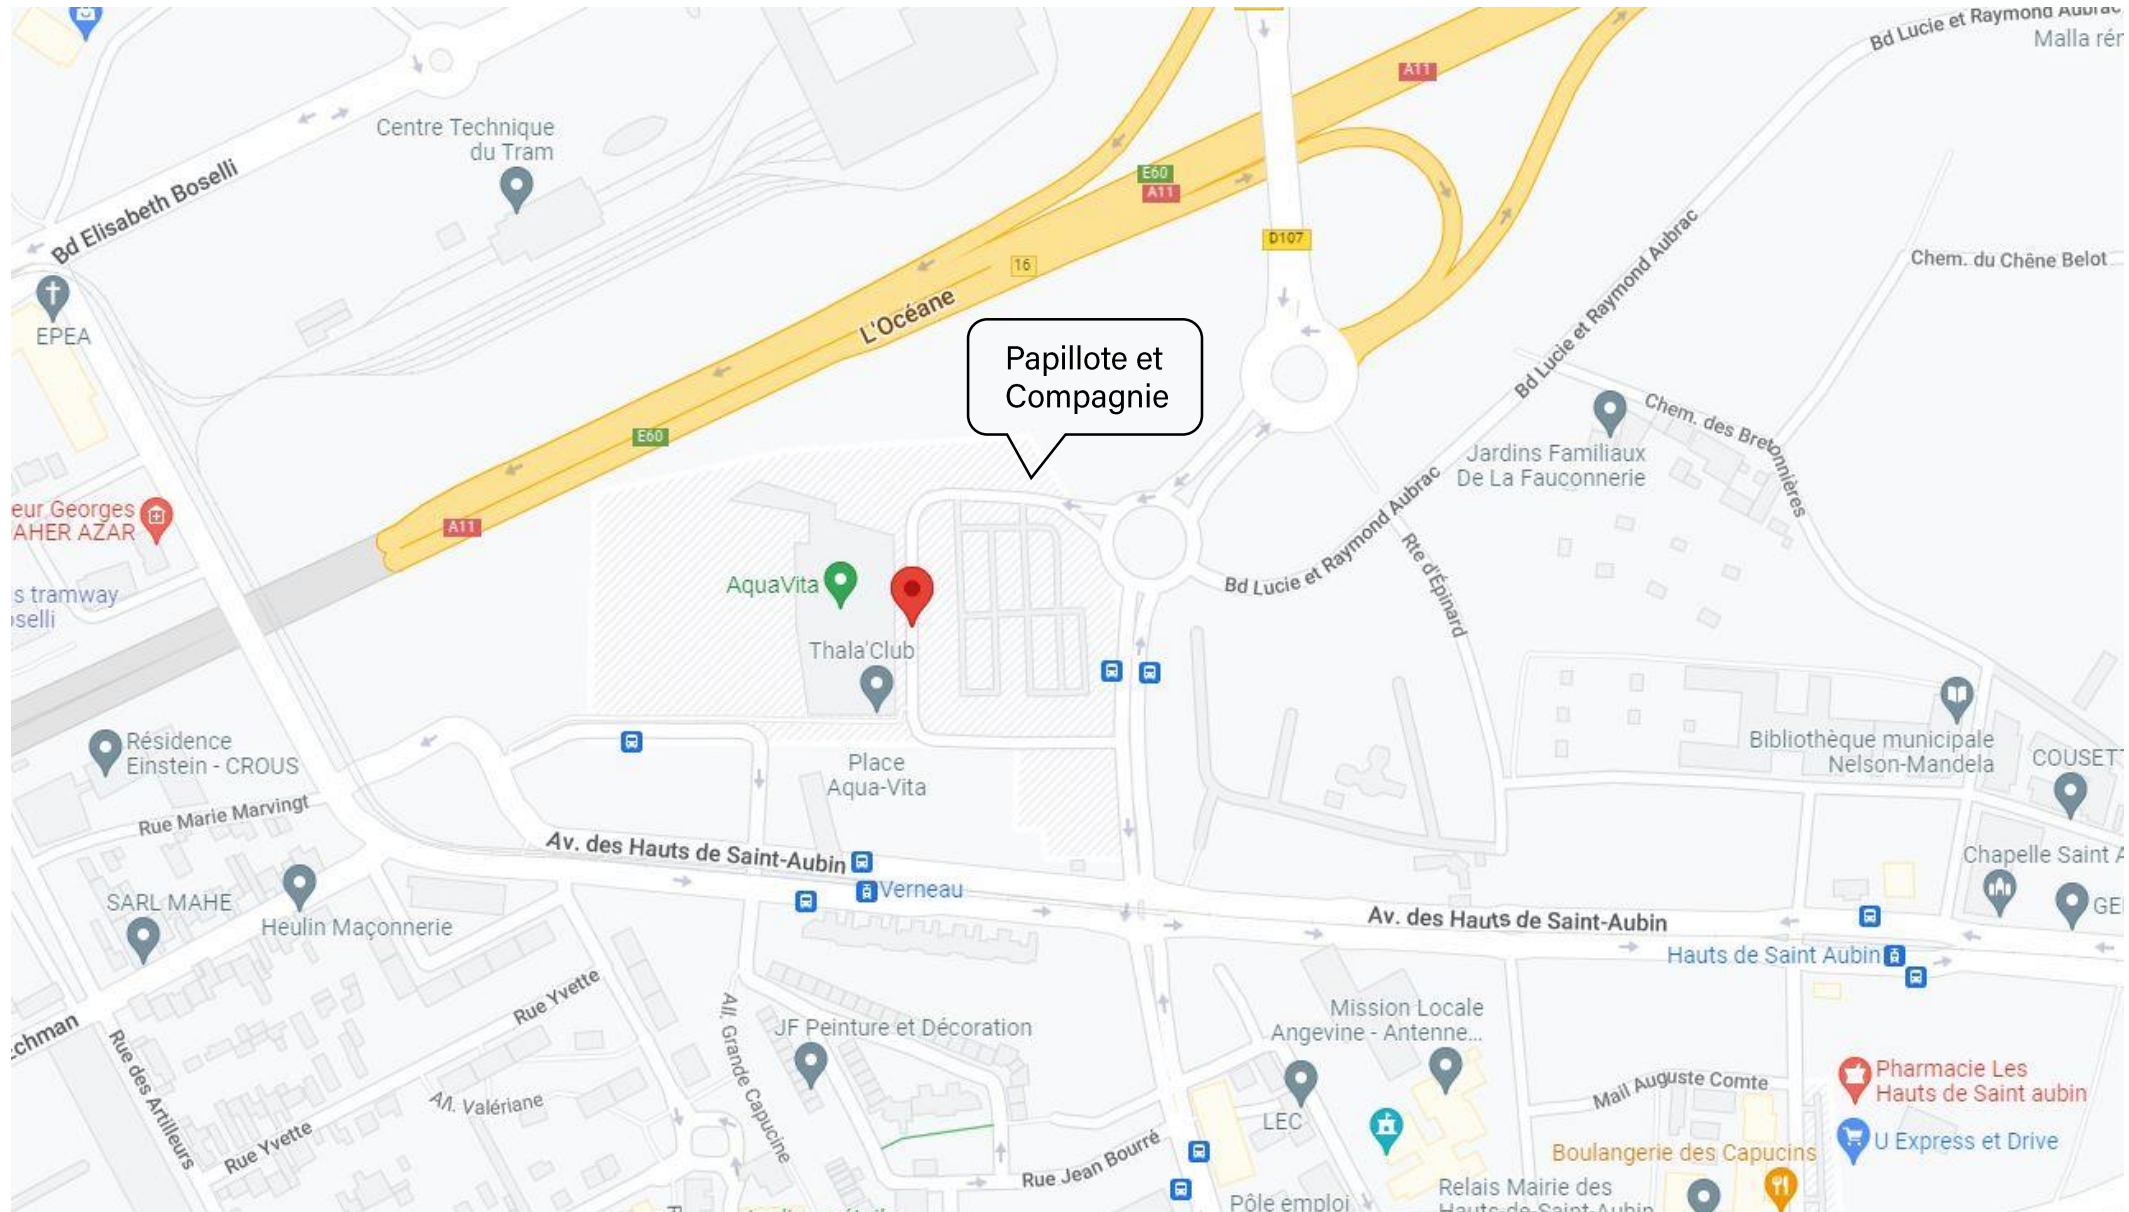 Bd Lucie et Raymond Aubrac
Malla rér
A11
Centre Technique
du Tram
Bd Elisabeth Boselli
E60
A11
D107
16
Bd Lucie et Raymond Aubrac
Chem. du Chêne Belot
EPEA
L'Océane
Papillote et
Compagnie
E60
Chem. des Bretonnières
Jardins Familiaux
De La Fauconnerie
eur Georges
AHER AZAR
A11
Bd Lucie et Raymond Aubrac
Rte d'Épinard
AquaVita
s tramway
oselli
Thala'Club
Résidence
Einstein - CROUS
Place
Aqua-Vita
Bibliothèque municipale
Nelson-Mandela
COUSET
Rue Marie Marvingt
Av. des Hauts de Saint-Aubin
Verneau
Chapelle Saint A
SARL MAHE
Heulin Maçonnerie
GE
Av. des Hauts de Saint-Aubin
Hauts de Saint Aubin
Rue Yvette
chman
Rue des Artilleurs
All. Grande Capucine
JF Peinture et Décoration
Mission Locale
Angevine - Antenne...
Mail Auguste Comte
Pharmacie Les
Hauts de Saint aubin
All. Valériane
LEC
Rue Yvette
Rue Jean Bourré
Boulangerie des Capucins
U Express et Drive
Pôle emploi
Relais Mairie des
Hauts-de-Saint-Aubin